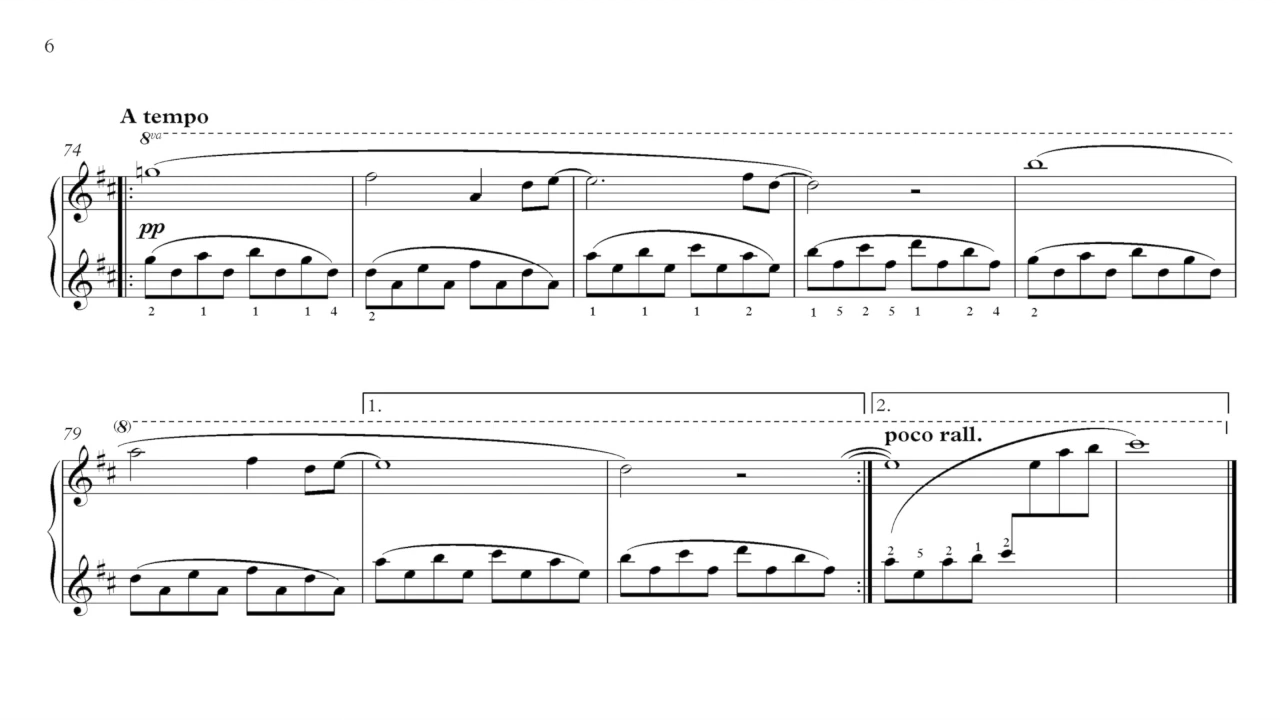 6
A tempo
8va
74
pp
2 1 1 1 4 2 1 1 1 2 1 5 2 5 1 2 4 2
1. 2.
(8)
79
poco rall.
2 5 2 1 2